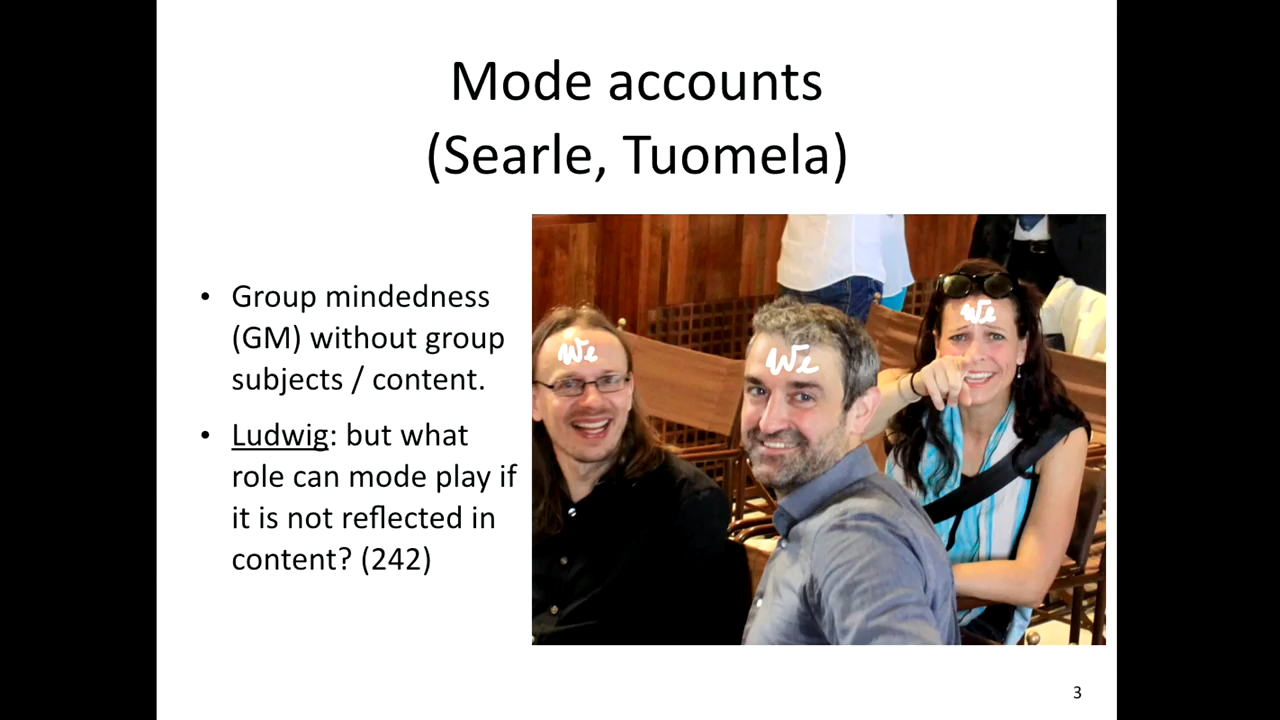 Mode accounts
(Searle, Tuomela)
• Group mindedness
(GM) without group
subjects / content.
• Ludwig: but what
role can mode play if
it is not reflected in
content? (242)
We
We
We
3